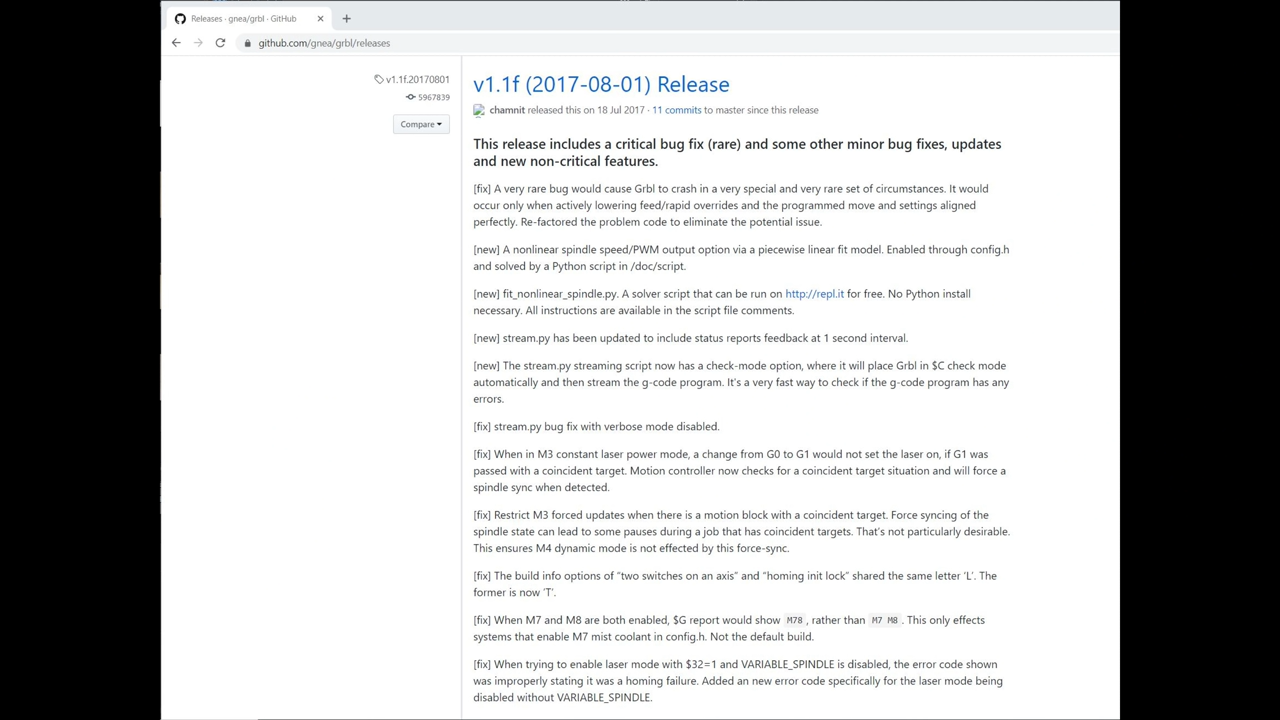 Releases · gnea/grbl · GitHub
github.com/gnea/grbl/releases
v1.1f.20170801
5967839
Compare
v1.1f (2017-08-01) Release
chamnit released this on 18 Jul 2017 · 11 commits to master since this release
This release includes a critical bug fix (rare) and some other minor bug fixes, updates
and new non-critical features.
[fix] A very rare bug would cause Grbl to crash in a very special and very rare set of circumstances. It would
occur only when actively lowering feed/rapid overrides and the programmed move and settings aligned
perfectly. Re-factored the problem code to eliminate the potential issue.
[new] A nonlinear spindle speed/PWM output option via a piecewise linear fit model. Enabled through config.h
and solved by a Python script in /doc/script.
[new] fit_nonlinear_spindle.py. A solver script that can be run on http://repl.it for free. No Python install
necessary. All instructions are available in the script file comments.
[new] stream.py has been updated to include status reports feedback at 1 second interval.
[new] The stream.py streaming script now has a check-mode option, where it will place Grbl in $C check mode
automatically and then stream the g-code program. It's a very fast way to check if the g-code program has any
errors.
[fix] stream.py bug fix with verbose mode disabled.
[fix] When in M3 constant laser power mode, a change from G0 to G1 would not set the laser on, if G1 was
passed with a coincident target. Motion controller now checks for a coincident target situation and will force a
spindle sync when detected.
[fix] Restrict M3 forced updates when there is a motion block with a coincident target. Force syncing of the
spindle state can lead to some pauses during a job that has coincident targets. That's not particularly desirable.
This ensures M4 dynamic mode is not effected by this force-sync.
[fix] The build info options of “two switches on an axis” and “homing init lock” shared the same letter ‘L’. The
former is now ‘T’.
[fix] When M7 and M8 are both enabled, $G report would show M78 , rather than M7 M8 . This only effects
systems that enable M7 mist coolant in config.h. Not the default build.
[fix] When trying to enable laser mode with $32=1 and VARIABLE_SPINDLE is disabled, the error code shown
was improperly stating it was a homing failure. Added an new error code specifically for the laser mode being
disabled without VARIABLE_SPINDLE.